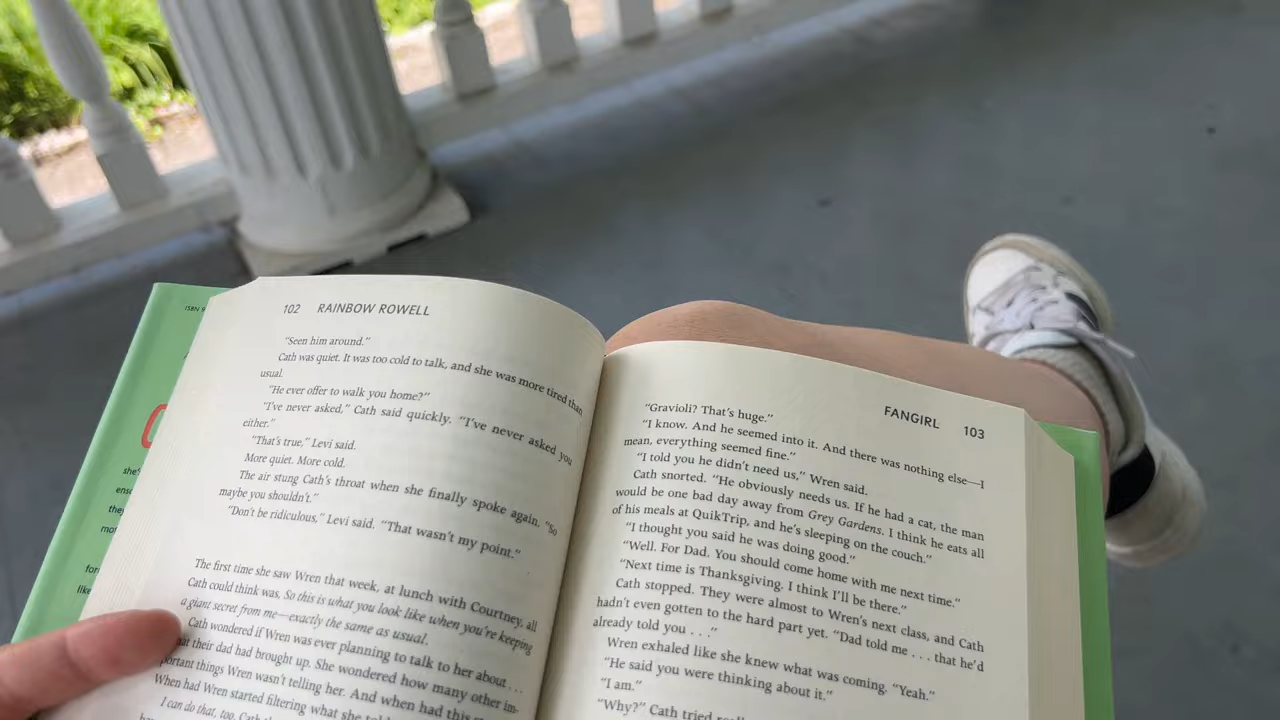 ISBN 9
102 RAINBOW ROWELL
"Seen him around."
Cath was quiet. It was too cold to talk, and she was more tired than
usual.
"He ever offer to walk you home?"
"I've never asked," Cath said quickly. "I've never asked you
either."
"That's true," Levi said.
More quiet. More cold.
The air stung Cath's throat when she finally spoke again. "So
maybe you shouldn't."
"Don't be ridiculous," Levi said. "That wasn't my point."
The first time she saw Wren that week, at lunch with Courtney, all
Cath could think was, So this is what you look like when you're keeping
a giant secret from me—exactly the same as usual.
Cath wondered if Wren was ever planning to talk to her about . . .
their dad had brought up. She wondered how many other im-
portant things Wren wasn't telling her. And when had this
When had Wren started filtering what she
I can do that, too,
FANGIRL 103
"Gravioli? That's huge."
"I know. And he seemed into it. And there was nothing else—I
mean, everything seemed fine."
"I told you he didn't need us," Wren said.
Cath snorted. "He obviously needs us. If he had a cat, the man
would be one bad day away from Grey Gardens. I think he eats all
of his meals at QuikTrip, and he's sleeping on the couch."
"I thought you said he was doing good."
"Well. For Dad. You should come home with me next time."
"Next time is Thanksgiving. I think I'll be there."
Cath stopped. They were almost to Wren's next class, and Cath
hadn't even gotten to the hard part yet. "Dad told me . . . that he'd
already told you . . ."
Wren exhaled like she knew what was coming. "Yeah."
"He said you were thinking about it."
"I am."
"Why?" Cath tried